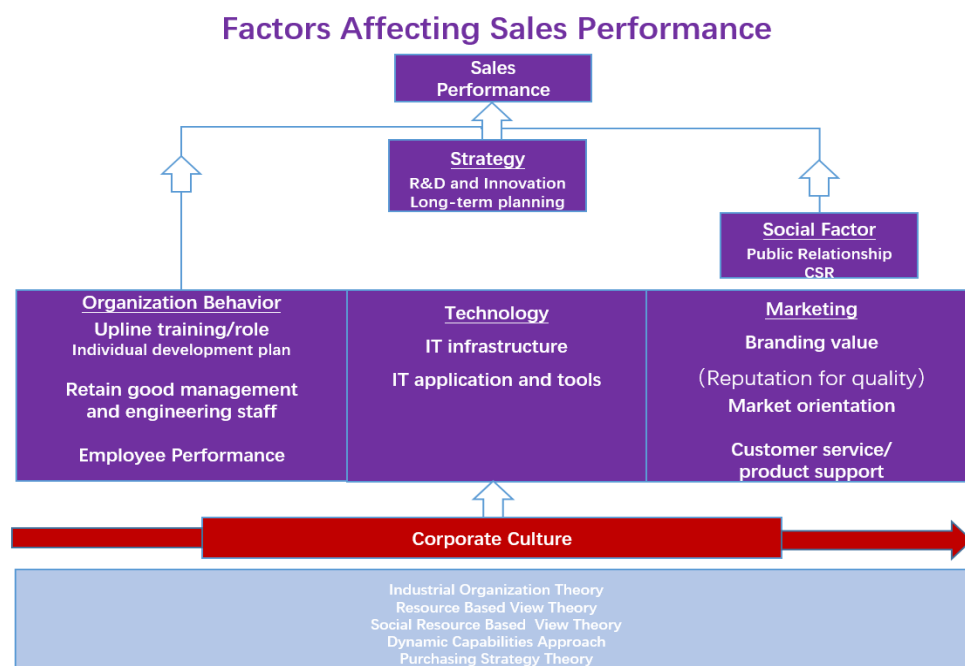 Factors Affecting Sales Performance
Sales
Performance
Strategy
R&D and Innovation
Long-term planning
Social Factor
Public Relationship
CSR
Organization Behavior
Upline training/role
Individual development plan
Retain good management
and engineering staff
Employee Performance
Technology
IT infrastructure
IT application and tools
Marketing
Branding value
(Reputation for quality)
Market orientation
Customer service/
product support
Corporate Culture
Industrial Organization Theory
Resource Based View Theory
Social Resource Based  View Theory
Dynamic Capabilities Approach
Purchasing Strategy Theory